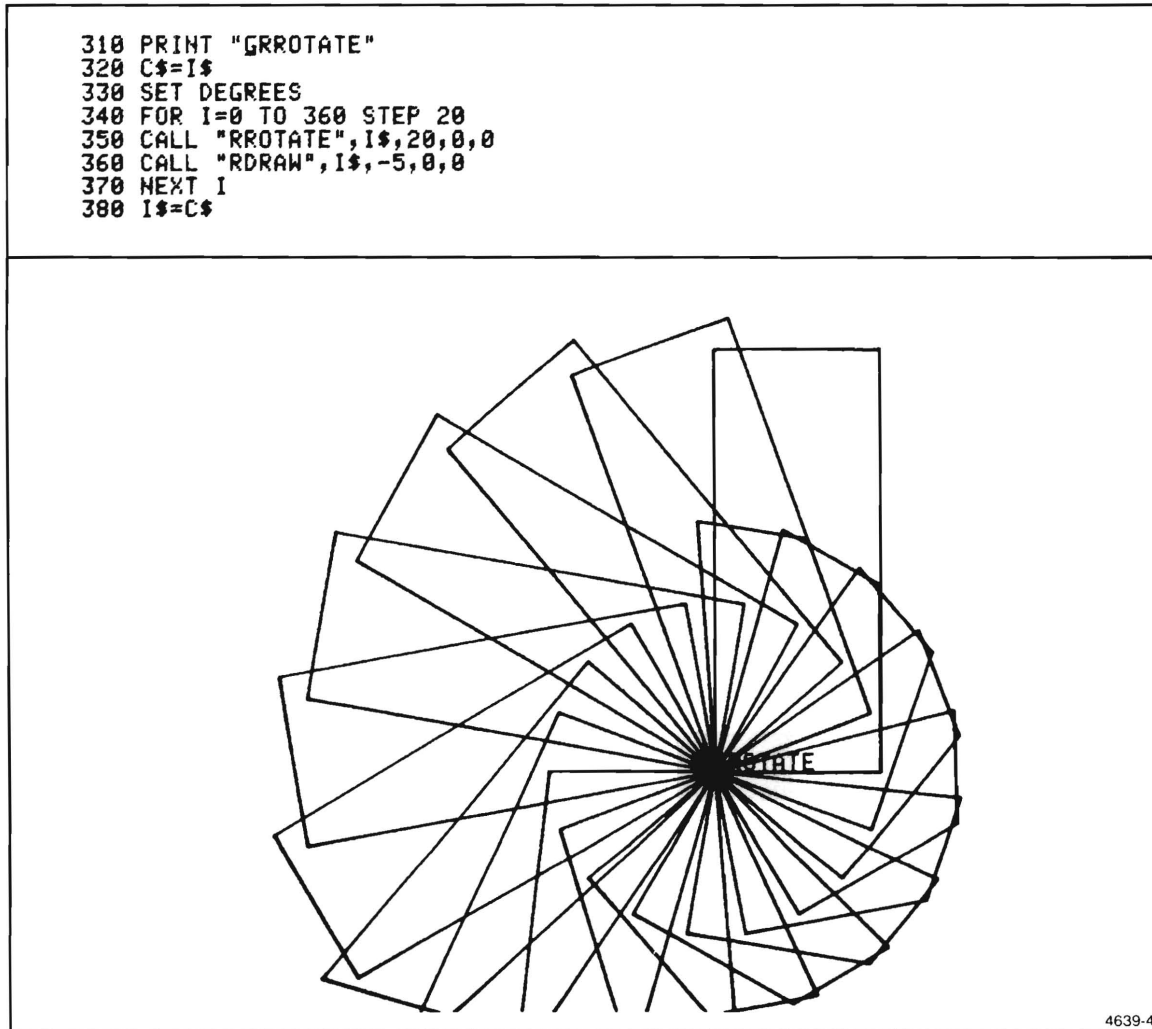 310 PRINT "GRROTATE"
320 C$=I$
330 SET DEGREES
340 FOR I=0 TO 360 STEP 20
350 CALL "RROTATE",I$,20,0,0
360 CALL "RDRAW",I$,-5,0,0
370 NEXT I
380 I$=C$
OTATE
4639-4